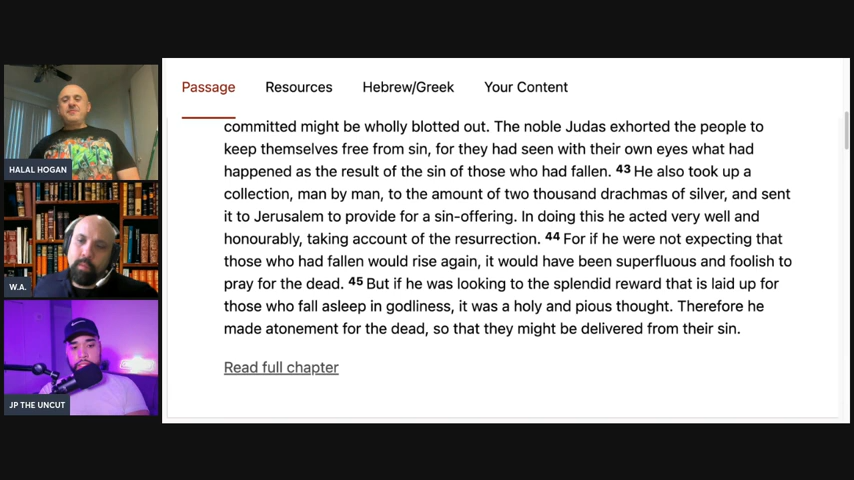 Passage Resources Hebrew/Greek Your Content
committed might be wholly blotted out. The noble Judas exhorted the people to
keep themselves free from sin, for they had seen with their own eyes what had
happened as the result of the sin of those who had fallen. 43 He also took up a
collection, man by man, to the amount of two thousand drachmas of silver, and sent
it to Jerusalem to provide for a sin-offering. In doing this he acted very well and
honourably, taking account of the resurrection. 44 For if he were not expecting that
those who had fallen would rise again, it would have been superfluous and foolish to
pray for the dead. 45 But if he was looking to the splendid reward that is laid up for
those who fall asleep in godliness, it was a holy and pious thought. Therefore he
made atonement for the dead, so that they might be delivered from their sin.
Read full chapter
HALAL HOGAN
W.A.
JP THE UNCUT